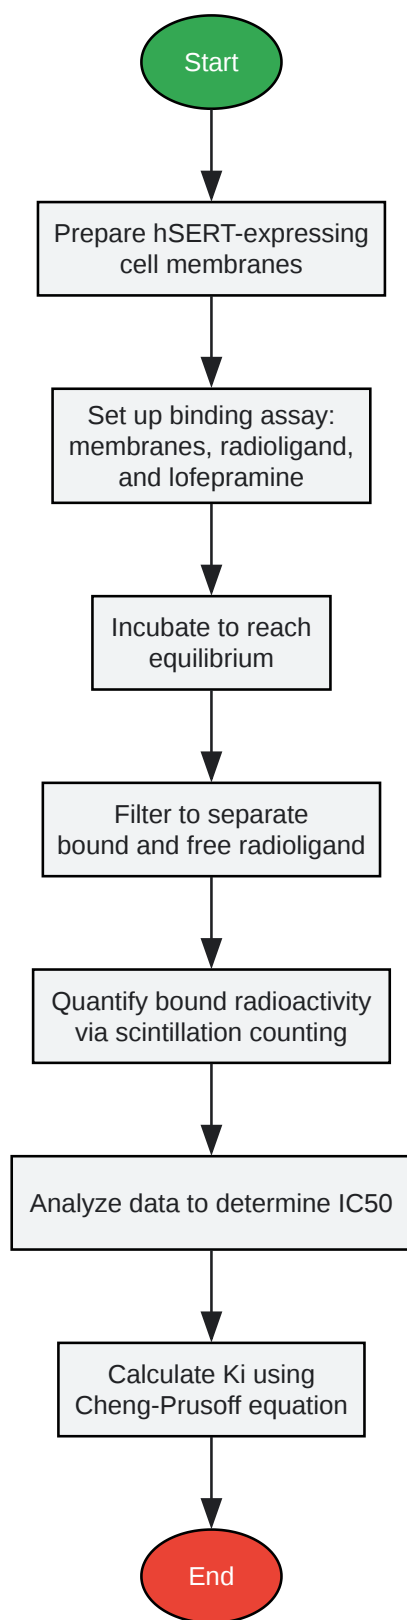 Start
Prepare hSERT-expressing
cell membranes
Set up binding assay:
membranes, radioligand,
and lofepramine
Incubate to reach
equilibrium
Filter to separate
bound and free radioligand
Quantify bound radioactivity
via scintillation counting
Analyze data to determine IC50
Calculate Ki using
Cheng-Prusoff equation
End